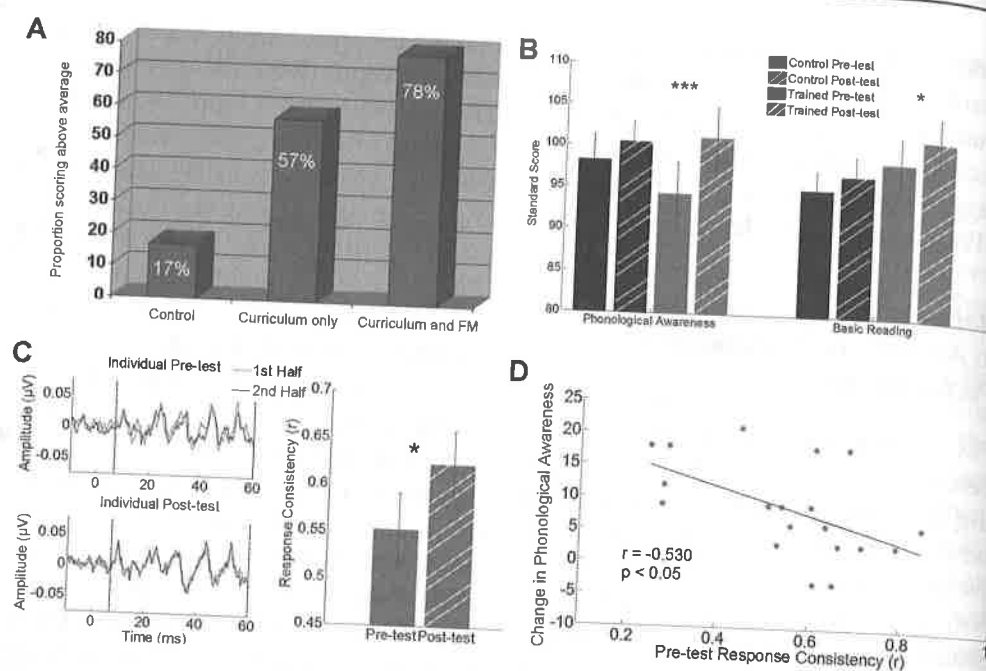 A
Proportion scoring above average
80
70
60
50
40
30
20
10
0
17%
57%
78%
Control
Curriculum only
Curriculum and FM
B
Standard Score
110
105
100
95
90
85
80
Control Pre-test
Control Post-test
Trained Pre-test
Trained Post-test
***
*
Phonological Awareness
Basic Reading
C
Individual Pre-test
1st Half
2nd Half
Amplitude (µV)
0.05
0
-0.05
0 20 40 60
Individual Post-test
Amplitude (µV)
0.05
0
-0.05
0 20 40 60
Time (ms)
Response Consistency (r)
0.7
0.65
0.6
0.55
0.5
0.45
*
Pre-test Post-test
D
Change in Phonological Awareness
25
20
15
10
5
0
-5
-10
r = -0.530
p < 0.05
0.2 0.4 0.6 0.8 1
Pre-test Response Consistency (r)